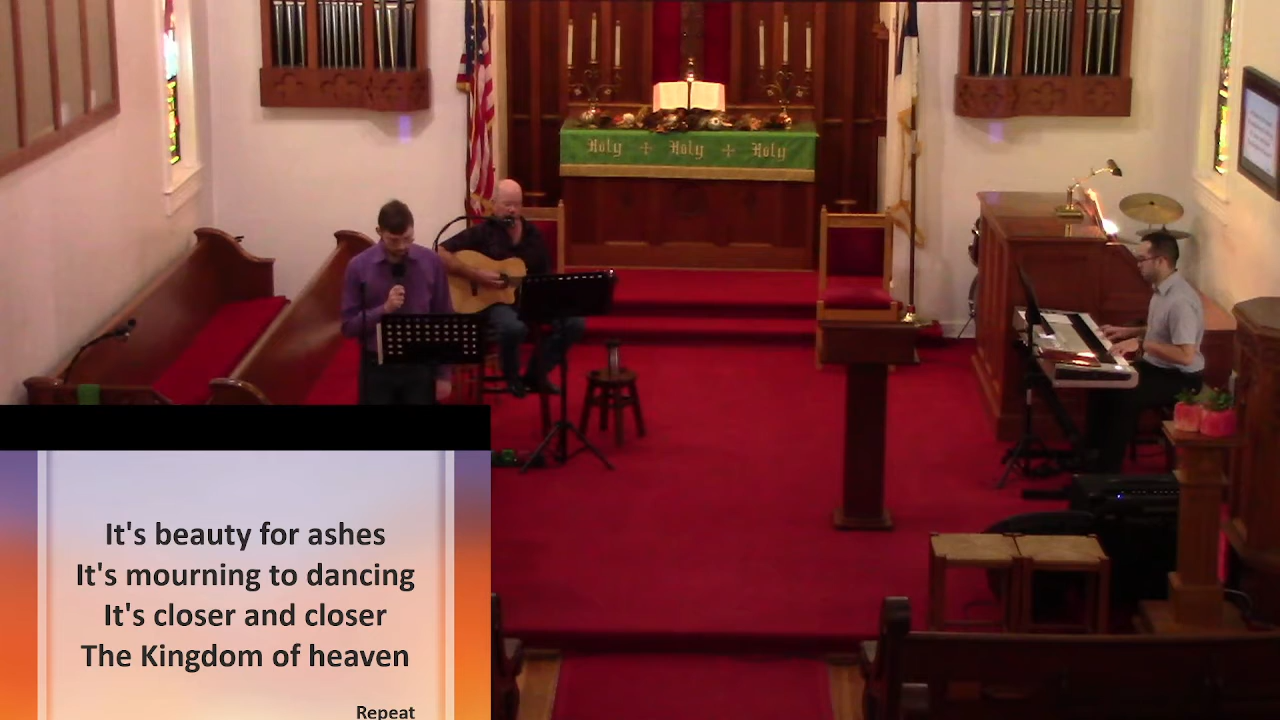 Holy + Holy + Holy
It's beauty for ashes
It's mourning to dancing
It's closer and closer
The Kingdom of heaven
Repeat